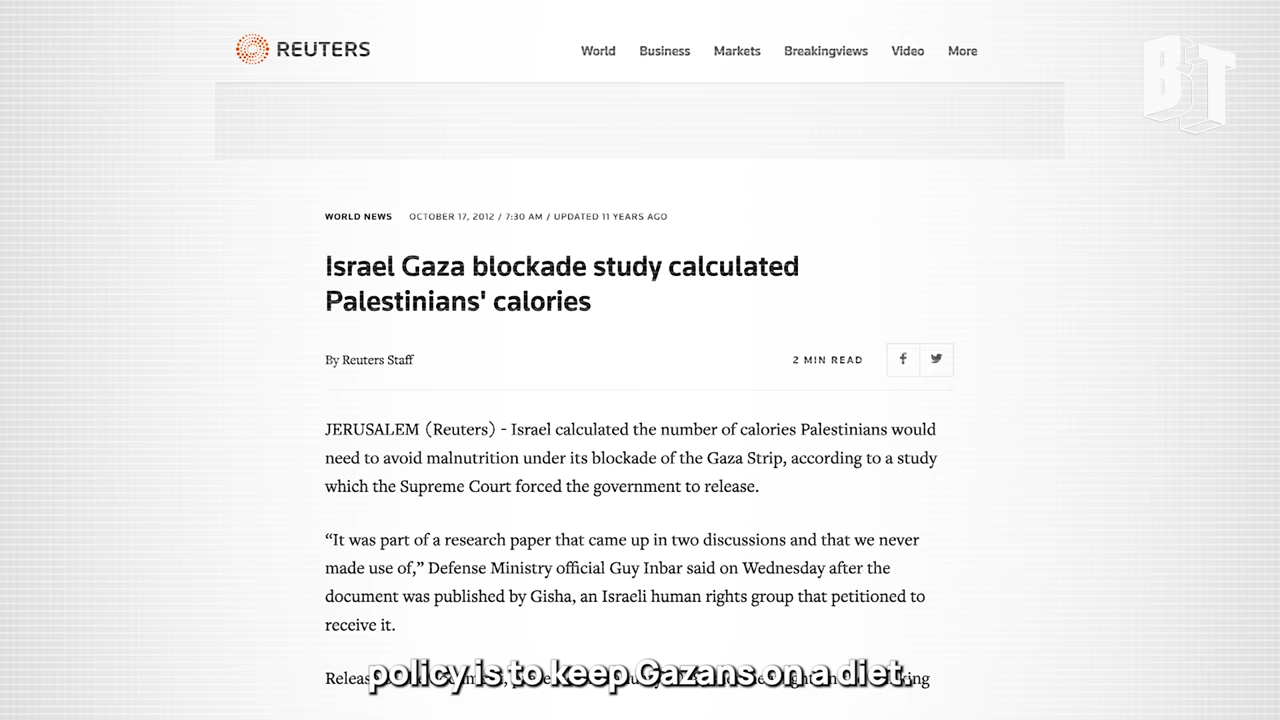 REUTERS
World Business Markets Breakingviews Video More
BT
WORLD NEWS OCTOBER 17, 2012 / 7:30 AM / UPDATED 11 YEARS AGO
Israel Gaza blockade study calculated
Palestinians' calories
By Reuters Staff
2 MIN READ
JERUSALEM (Reuters) - Israel calculated the number of calories Palestinians would
need to avoid malnutrition under its blockade of the Gaza Strip, according to a study
which the Supreme Court forced the government to release.
“It was part of a research paper that came up in two discussions and that we never
made use of,” Defense Ministry official Guy Inbar said on Wednesday after the
document was published by Gisha, an Israeli human rights group that petitioned to
receive it.
policy is to keep Gazans on a diet.